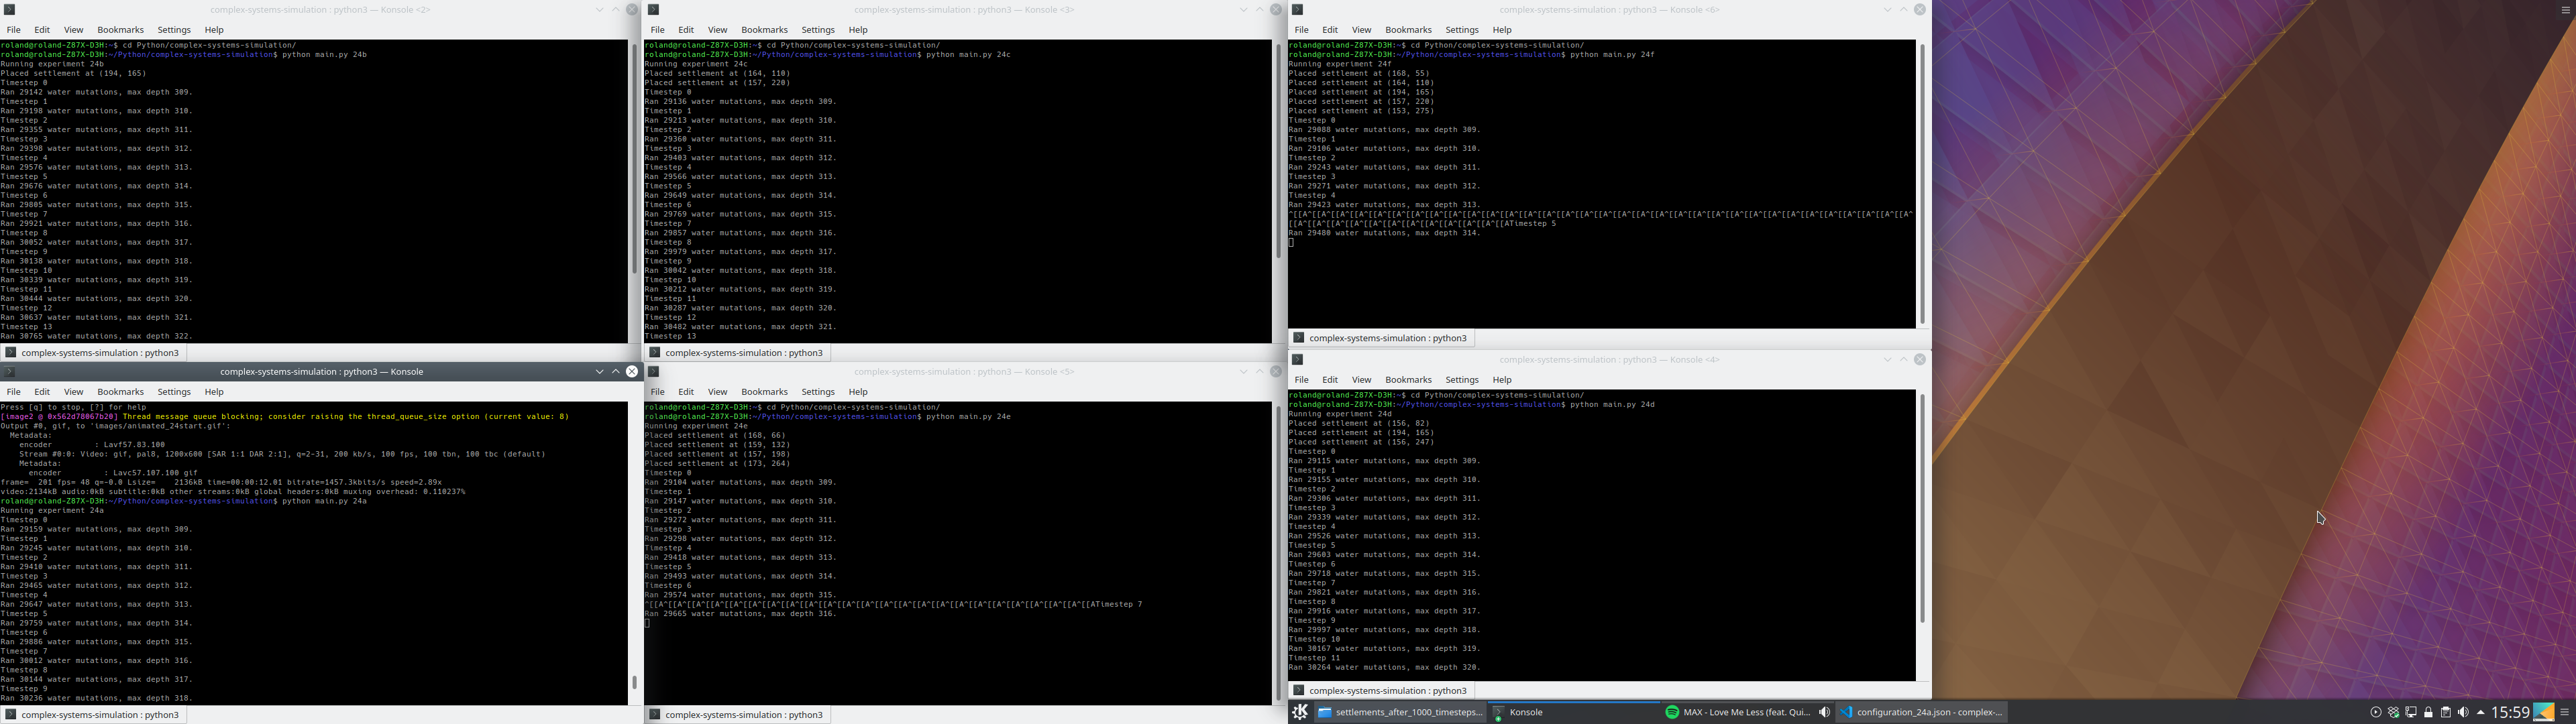 complex-systems-simulation : python3 — Konsole <2>
File Edit View Bookmarks Settings Help
roland@roland-Z87X-D3H:~$ cd Python/complex-systems-simulation/
roland@roland-Z87X-D3H:~/Python/complex-systems-simulation$ python main.py 24b
Running experiment 24b
Placed settlement at (194, 165)
Timestep 0
Ran 29142 water mutations, max depth 309.
Timestep 1
Ran 29198 water mutations, max depth 310.
Timestep 2
Ran 29355 water mutations, max depth 311.
Timestep 3
Ran 29398 water mutations, max depth 312.
Timestep 4
Ran 29576 water mutations, max depth 313.
Timestep 5
Ran 29676 water mutations, max depth 314.
Timestep 6
Ran 29805 water mutations, max depth 315.
Timestep 7
Ran 29921 water mutations, max depth 316.
Timestep 8
Ran 30052 water mutations, max depth 317.
Timestep 9
Ran 30138 water mutations, max depth 318.
Timestep 10
Ran 30339 water mutations, max depth 319.
Timestep 11
Ran 30444 water mutations, max depth 320.
Timestep 12
Ran 30637 water mutations, max depth 321.
Timestep 13
Ran 30765 water mutations, max depth 322.
complex-systems-simulation : python3
complex-systems-simulation : python3 — Konsole <3>
File Edit View Bookmarks Settings Help
roland@roland-Z87X-D3H:~$ cd Python/complex-systems-simulation/
roland@roland-Z87X-D3H:~/Python/complex-systems-simulation$ python main.py 24c
Running experiment 24c
Placed settlement at (164, 110)
Placed settlement at (157, 220)
Timestep 0
Ran 29136 water mutations, max depth 309.
Timestep 1
Ran 29213 water mutations, max depth 310.
Timestep 2
Ran 29360 water mutations, max depth 311.
Timestep 3
Ran 29403 water mutations, max depth 312.
Timestep 4
Ran 29566 water mutations, max depth 313.
Timestep 5
Ran 29649 water mutations, max depth 314.
Timestep 6
Ran 29769 water mutations, max depth 315.
Timestep 7
Ran 29857 water mutations, max depth 316.
Timestep 8
Ran 29979 water mutations, max depth 317.
Timestep 9
Ran 30042 water mutations, max depth 318.
Timestep 10
Ran 30212 water mutations, max depth 319.
Timestep 11
Ran 30287 water mutations, max depth 320.
Timestep 12
Ran 30482 water mutations, max depth 321.
Timestep 13
complex-systems-simulation : python3
complex-systems-simulation : python3 — Konsole <6>
File Edit View Bookmarks Settings Help
roland@roland-Z87X-D3H:~$ cd Python/complex-systems-simulation/
roland@roland-Z87X-D3H:~/Python/complex-systems-simulation$ python main.py 24f
Running experiment 24f
Placed settlement at (168, 55)
Placed settlement at (164, 110)
Placed settlement at (194, 165)
Placed settlement at (157, 220)
Placed settlement at (153, 275)
Timestep 0
Ran 29088 water mutations, max depth 309.
Timestep 1
Ran 29106 water mutations, max depth 310.
Timestep 2
Ran 29243 water mutations, max depth 311.
Timestep 3
Ran 29271 water mutations, max depth 312.
Timestep 4
Ran 29423 water mutations, max depth 313.
^[[A^[[A^[[A^[[A^[[A^[[A^[[A^[[A^[[A^[[A^[[A^[[A^[[A^[[A^[[A^[[A^[[A^[[A^[[A^[[A^[[A^[[A^[[A^[[A^[[A^[[A^[[A^[[A^[[A^[[A^[[A^[[A^[[A^
[[A^[[A^[[A^[[A^[[A^[[A^[[A^[[A^[[A^[[A^[[ATimestep 5
Ran 29480 water mutations, max depth 314.
complex-systems-simulation : python3
complex-systems-simulation : python3 — Konsole
File Edit View Bookmarks Settings Help
Press [q] to stop, [?] for help
[image2 @ 0x562d78067b20] Thread message queue blocking; consider raising the thread_queue_size option (current value: 8)
Output #0, gif, to 'images/animated_24start.gif':
Metadata:
encoder : Lavf57.83.100
Stream #0:0: Video: gif, pal8, 1200x600 [SAR 1:1 DAR 2:1], q=2-31, 200 kb/s, 100 fps, 100 tbn, 100 tbc (default)
Metadata:
encoder : Lavc57.107.100 gif
frame= 201 fps= 48 q=-0.0 Lsize= 2136kB time=00:00:12.01 bitrate=1457.3kbits/s speed=2.89x
video:2134kB audio:0kB subtitle:0kB other streams:0kB global headers:0kB muxing overhead: 0.110237%
roland@roland-Z87X-D3H:~/Python/complex-systems-simulation$ python main.py 24a
Running experiment 24a
Timestep 0
Ran 29159 water mutations, max depth 309.
Timestep 1
Ran 29245 water mutations, max depth 310.
Timestep 2
Ran 29410 water mutations, max depth 311.
Timestep 3
Ran 29465 water mutations, max depth 312.
Timestep 4
Ran 29647 water mutations, max depth 313.
Timestep 5
Ran 29759 water mutations, max depth 314.
Timestep 6
Ran 29886 water mutations, max depth 315.
Timestep 7
Ran 30012 water mutations, max depth 316.
Timestep 8
Ran 30144 water mutations, max depth 317.
Timestep 9
Ran 30236 water mutations, max depth 318.
complex-systems-simulation : python3
complex-systems-simulation : python3 — Konsole <5>
File Edit View Bookmarks Settings Help
roland@roland-Z87X-D3H:~$ cd Python/complex-systems-simulation/
roland@roland-Z87X-D3H:~/Python/complex-systems-simulation$ python main.py 24e
Running experiment 24e
Placed settlement at (168, 66)
Placed settlement at (159, 132)
Placed settlement at (157, 198)
Placed settlement at (173, 264)
Timestep 0
Ran 29104 water mutations, max depth 309.
Timestep 1
Ran 29147 water mutations, max depth 310.
Timestep 2
Ran 29272 water mutations, max depth 311.
Timestep 3
Ran 29298 water mutations, max depth 312.
Timestep 4
Ran 29418 water mutations, max depth 313.
Timestep 5
Ran 29493 water mutations, max depth 314.
Timestep 6
Ran 29574 water mutations, max depth 315.
^[[A^[[A^[[A^[[A^[[A^[[A^[[A^[[A^[[A^[[A^[[A^[[A^[[A^[[A^[[A^[[A^[[A^[[A^[[A^[[A^[[A^[[A^[[A^[[ATimestep 7
Ran 29665 water mutations, max depth 316.
complex-systems-simulation : python3
complex-systems-simulation : python3 — Konsole <4>
File Edit View Bookmarks Settings Help
roland@roland-Z87X-D3H:~$ cd Python/complex-systems-simulation/
roland@roland-Z87X-D3H:~/Python/complex-systems-simulation$ python main.py 24d
Running experiment 24d
Placed settlement at (156, 82)
Placed settlement at (194, 165)
Placed settlement at (156, 247)
Timestep 0
Ran 29115 water mutations, max depth 309.
Timestep 1
Ran 29155 water mutations, max depth 310.
Timestep 2
Ran 29306 water mutations, max depth 311.
Timestep 3
Ran 29339 water mutations, max depth 312.
Timestep 4
Ran 29526 water mutations, max depth 313.
Timestep 5
Ran 29603 water mutations, max depth 314.
Timestep 6
Ran 29718 water mutations, max depth 315.
Timestep 7
Ran 29821 water mutations, max depth 316.
Timestep 8
Ran 29916 water mutations, max depth 317.
Timestep 9
Ran 29997 water mutations, max depth 318.
Timestep 10
Ran 30167 water mutations, max depth 319.
Timestep 11
Ran 30264 water mutations, max depth 320.
complex-systems-simulation : python3
settlements_after_1000_timesteps... Konsole MAX - Love Me Less (feat. Qui... configuration_24a.json - complex-... 15:59